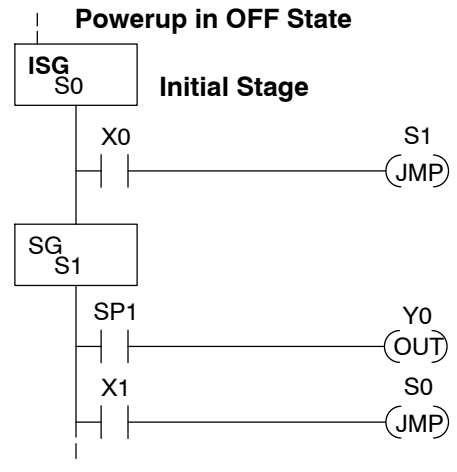 Powerup in OFF State
ISG
S0
Initial Stage
X0
S1
JMP
SG
S1
SP1
Y0
OUT
X1
S0
JMP